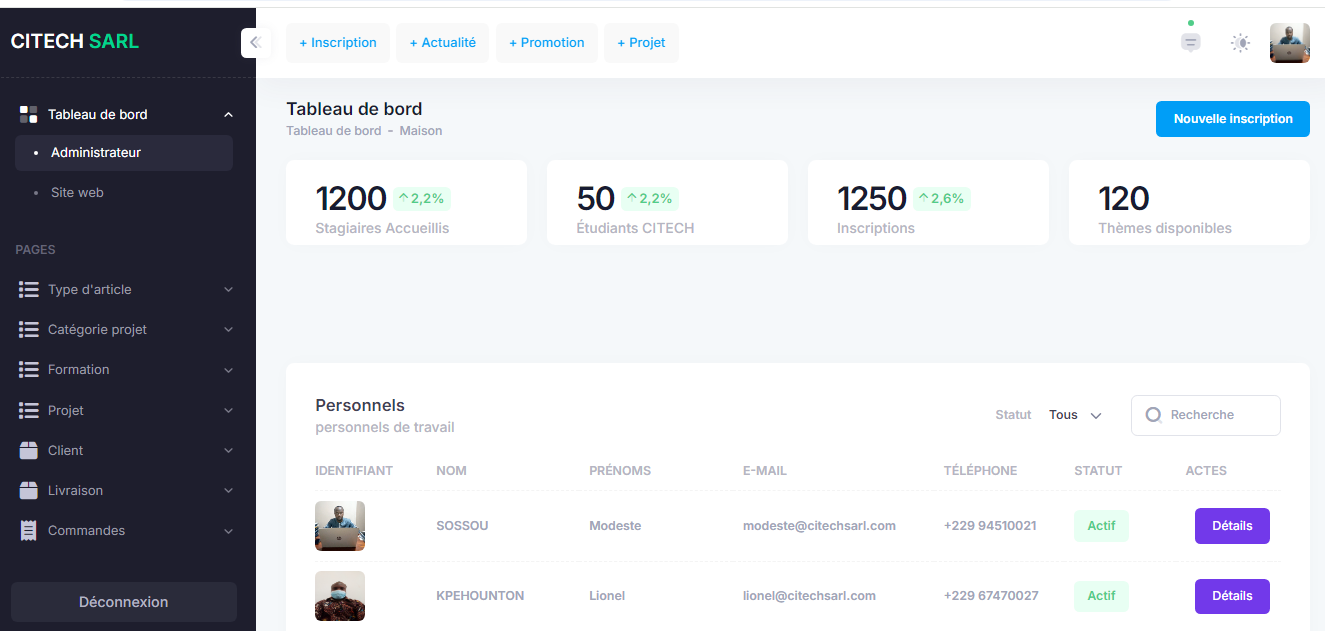 CITECH SARL
+ Inscription
+ Actualité
+ Promotion
+ Projet
Tableau de bord
Administrateur
Site web
PAGES
Type d'article
Catégorie projet
Formation
Projet
Client
Livraison
Commandes
Déconnexion
Tableau de bord
Tableau de bord - Maison
Nouvelle inscription
1200 2,2%
Stagiaires Accueillis
50 2,2%
Étudiants CITECH
1250 2,6%
Inscriptions
120
Thèmes disponibles
Personnels
personnels de travail
Statut Tous Recherche
IDENTIFIANT NOM PRÉNOMS E-MAIL TÉLÉPHONE STATUT ACTES
SOSSOU Modeste modeste@citechsarl.com +229 94510021 Actif Détails
KPEHOUNTON Lionel lionel@citechsarl.com +229 67470027 Actif Détails